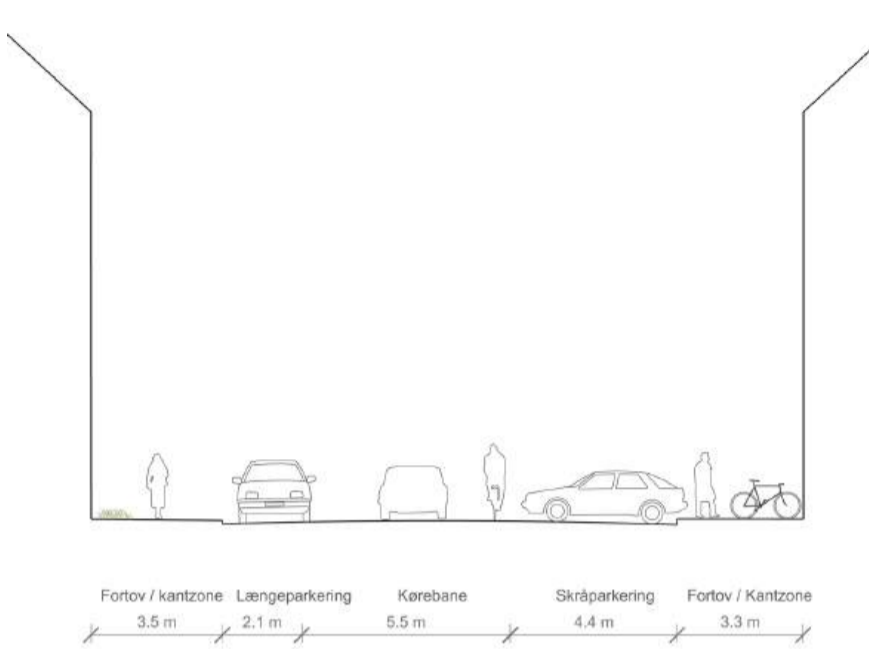 Fortov / kantzone Længeparkering Kørebane Skråparkering Fortov / Kantzone
3.5 m 2.1 m 5.5 m 4.4 m 3.3 m